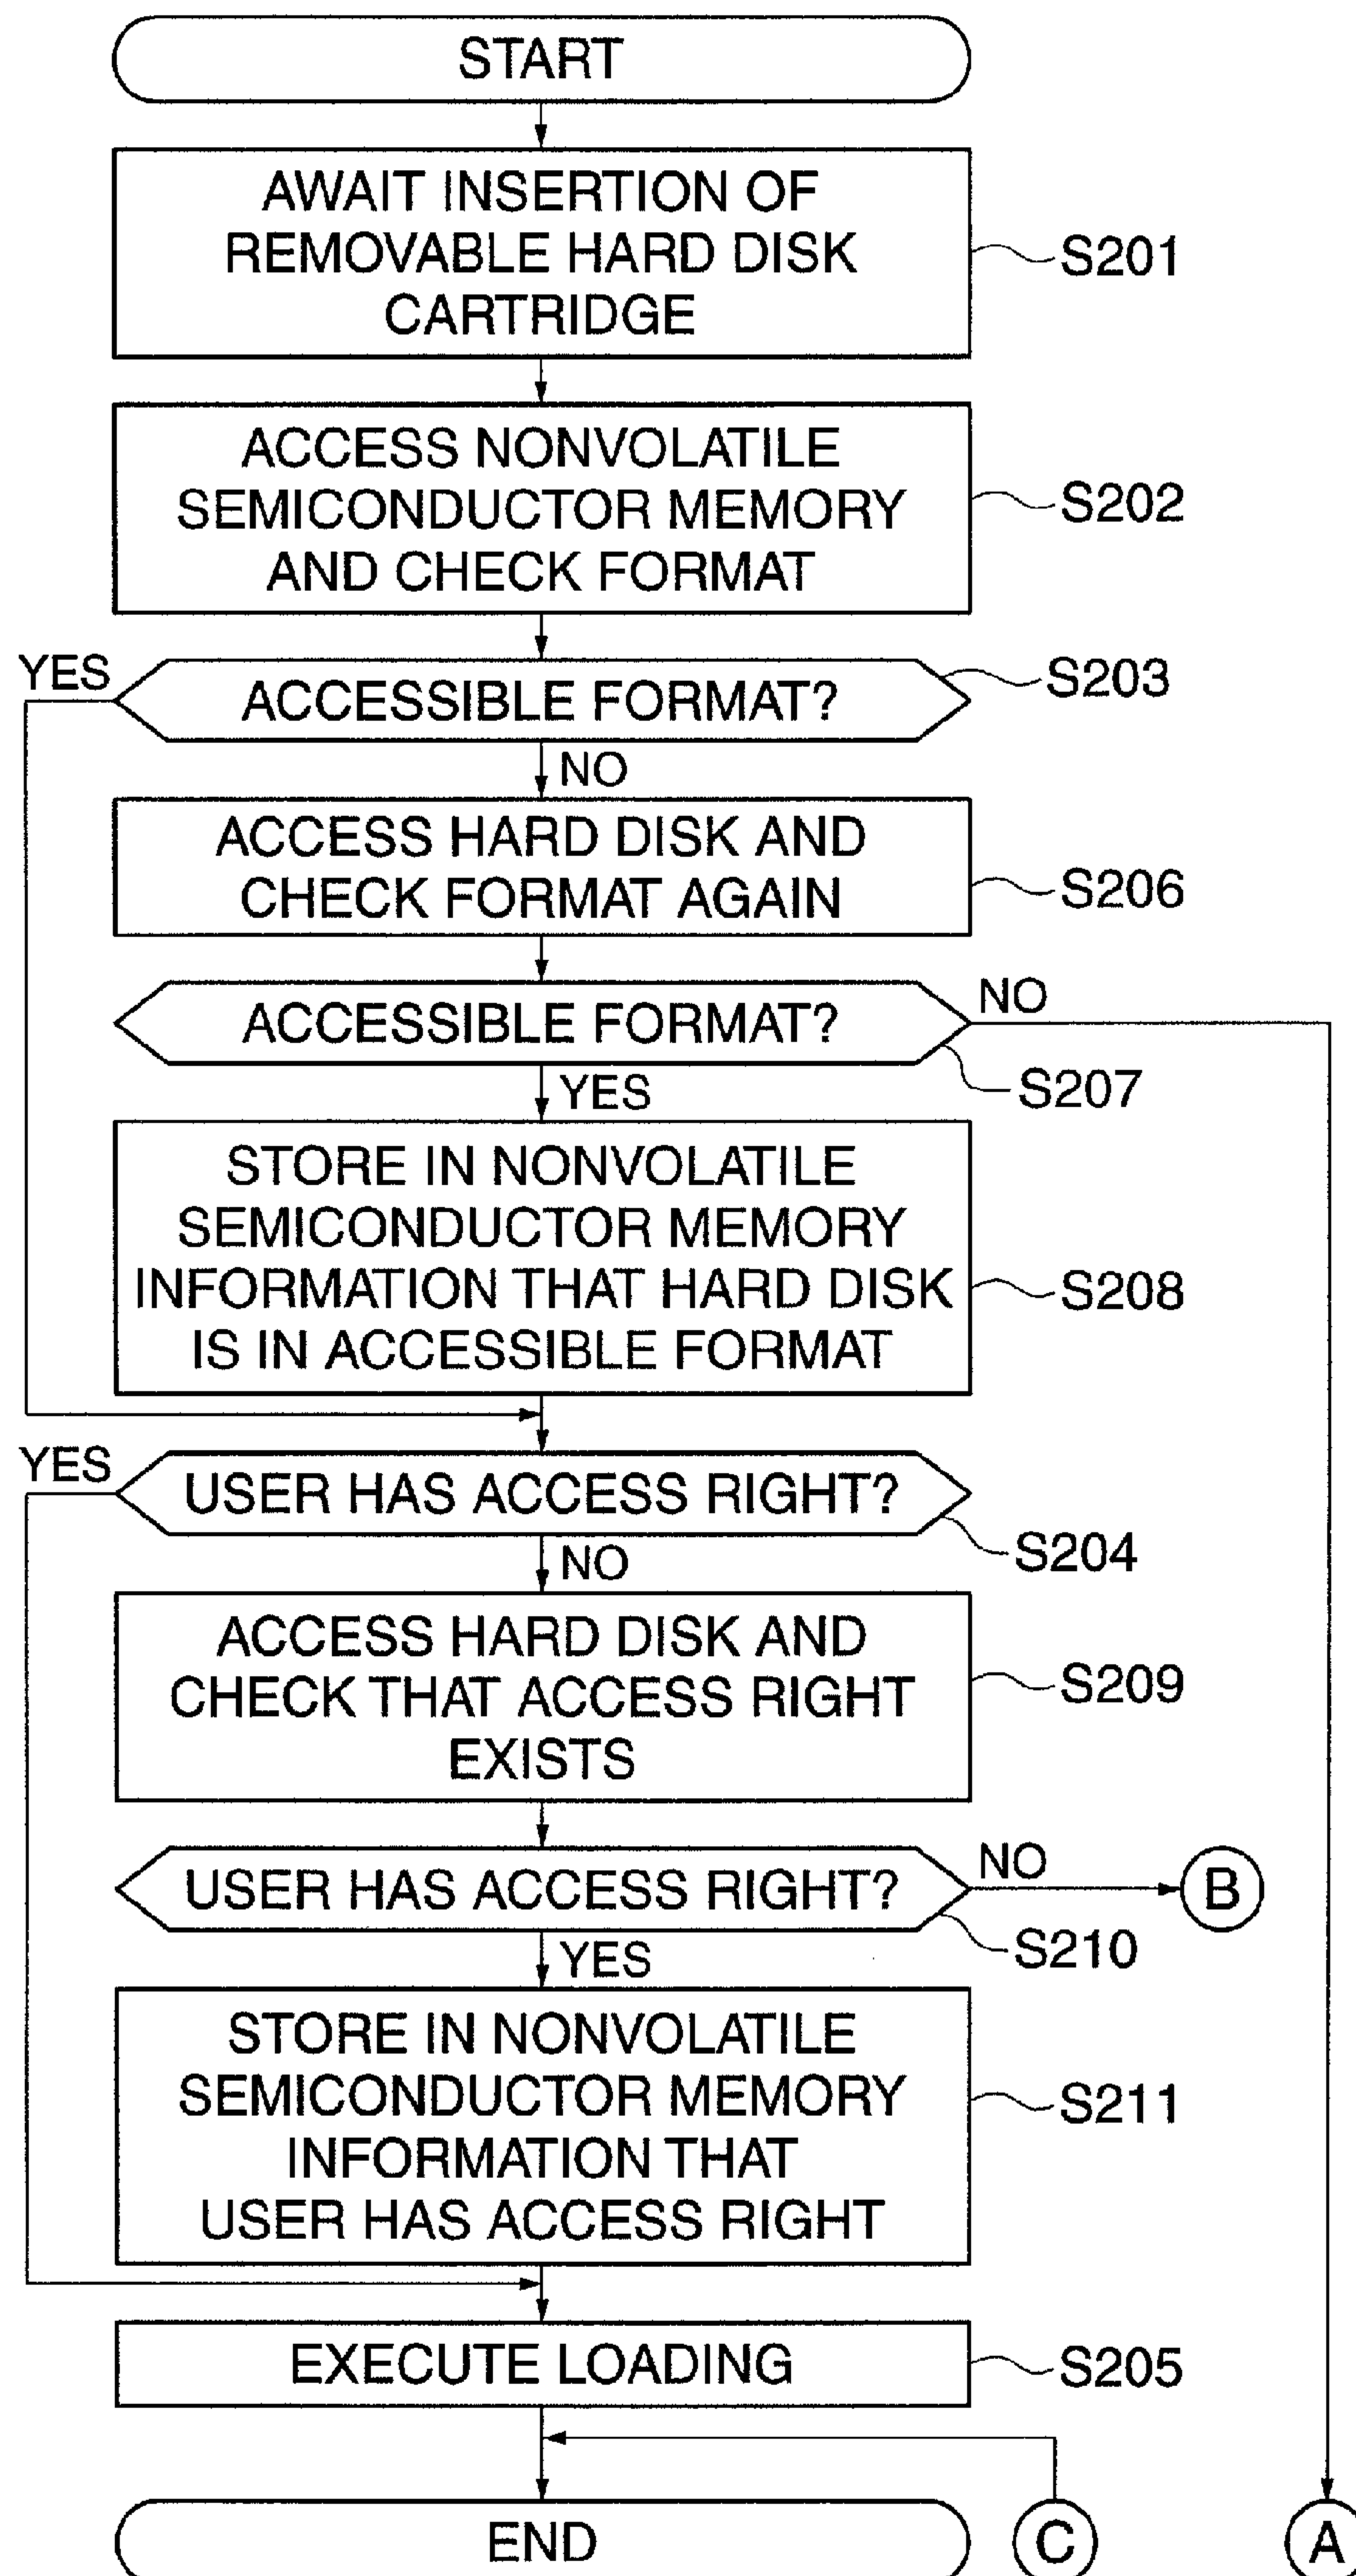 START
AWAIT INSERTION OF
REMOVABLE HARD DISK
CARTRIDGE
S201
ACCESS NONVOLATILE
SEMICONDUCTOR MEMORY
AND CHECK FORMAT
S202
YES
ACCESSIBLE FORMAT?
S203
NO
ACCESS HARD DISK AND
CHECK FORMAT AGAIN
S206
ACCESSIBLE FORMAT?
NO
S207
YES
STORE IN NONVOLATILE
SEMICONDUCTOR MEMORY
INFORMATION THAT HARD DISK
IS IN ACCESSIBLE FORMAT
S208
YES
USER HAS ACCESS RIGHT?
S204
NO
ACCESS HARD DISK AND
CHECK THAT ACCESS RIGHT
EXISTS
S209
USER HAS ACCESS RIGHT?
NO
B
S210
YES
STORE IN NONVOLATILE
SEMICONDUCTOR MEMORY
INFORMATION THAT
USER HAS ACCESS RIGHT
S211
EXECUTE LOADING
S205
END
C
A